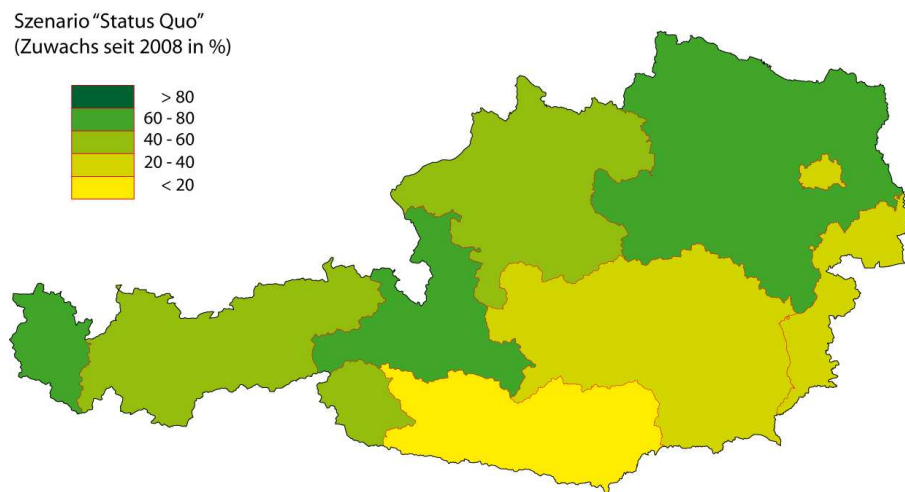 Szenario “Status Quo”
(Zuwachs seit 2008 in %)
> 80
60 - 80
40 - 60
20 - 40
< 20